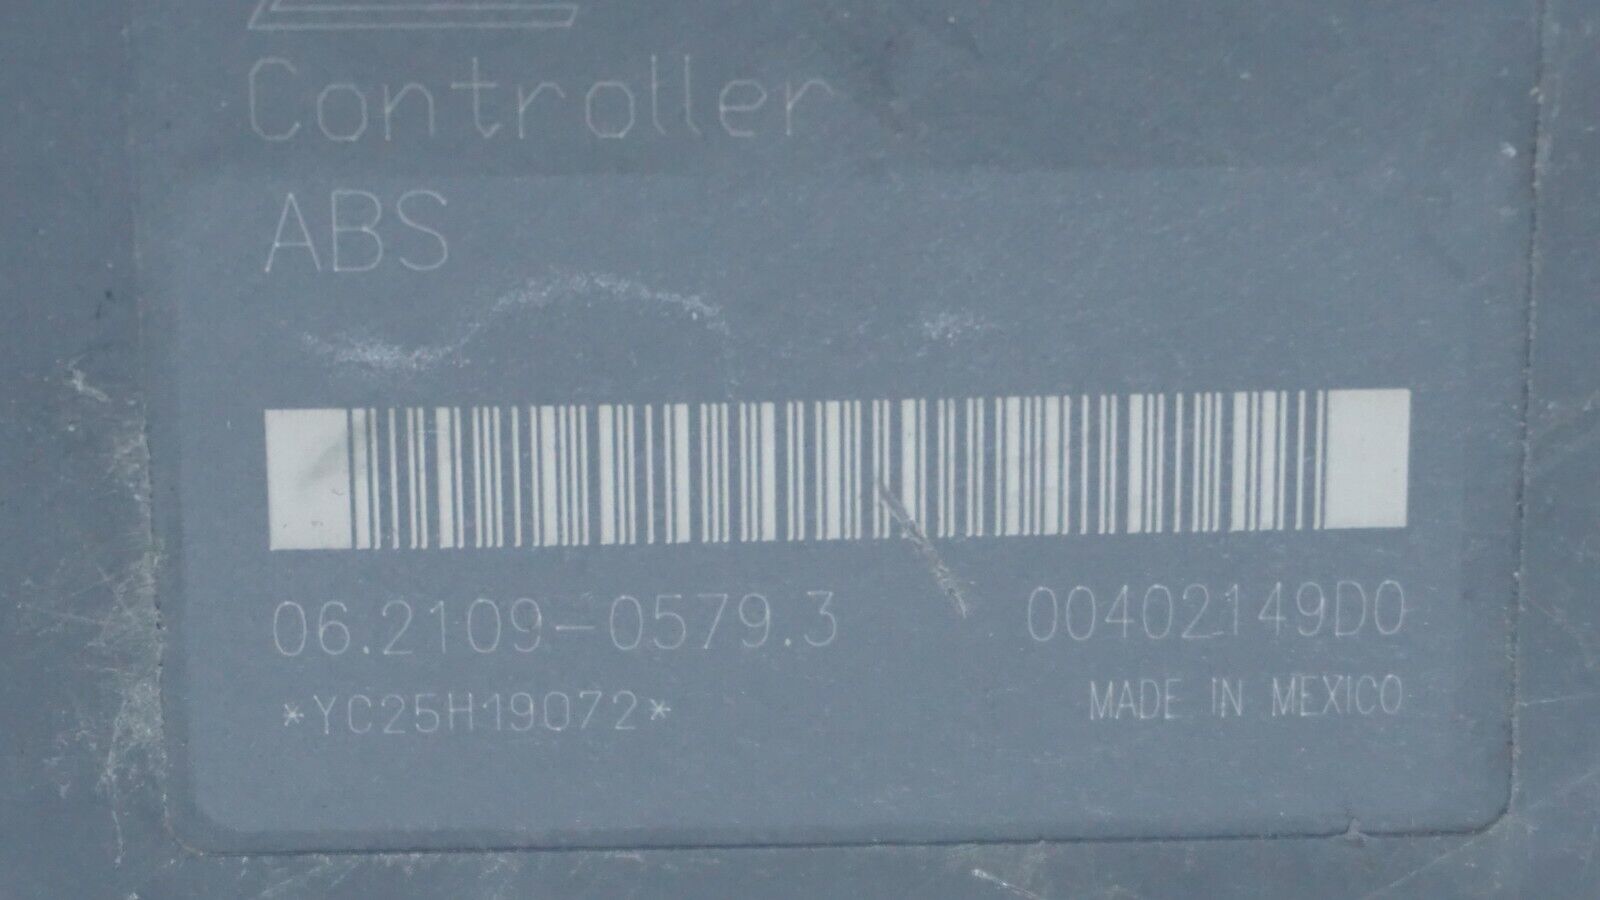 Controller
ABS
06.2109-0579.3 00402149D0
*YC25H19072* MADE IN MEXICO